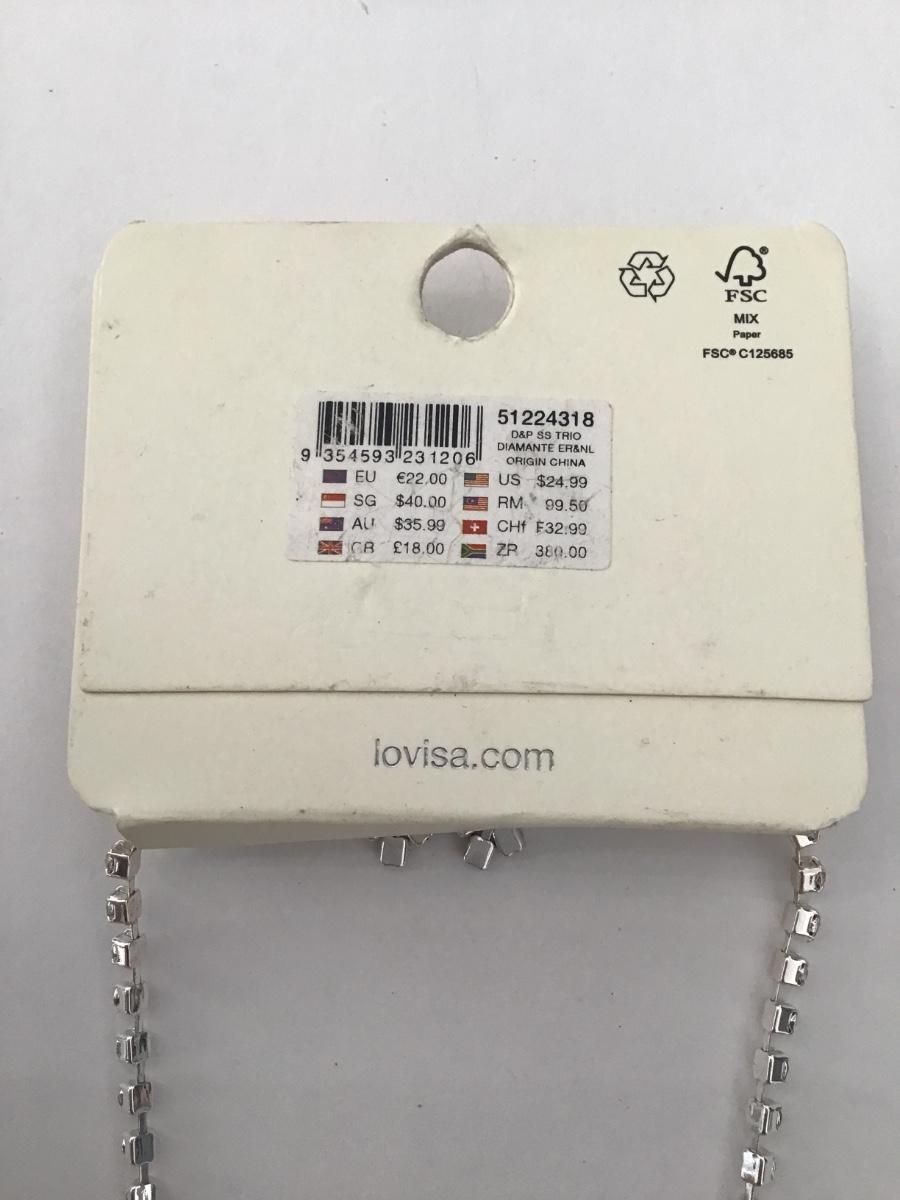 FSC
MIX
Paper
FSC® C125685
51224318
D&P SS TRIO
DIAMANTE ER&NL
ORIGIN CHINA
9 354593 231206
EU €22.00 US $24.99
SG $40.00 RM 99.50
AU $35.99 CHf F32.99
GB £18.00 ZR 380.00
lovisa.com